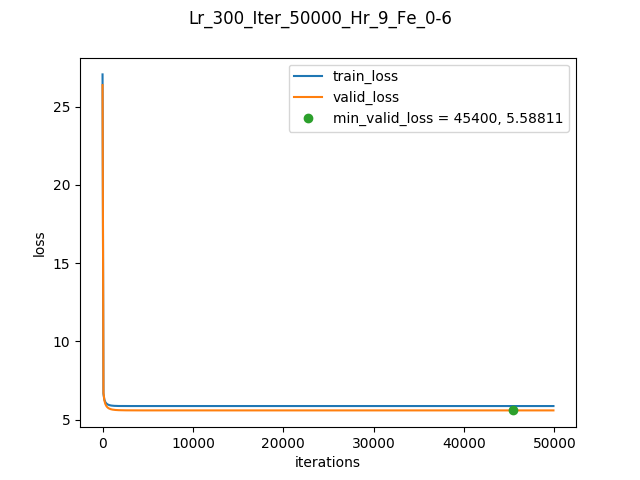 Lr_300_Iter_50000_Hr_9_Fe_0-6
train_loss
valid_loss
min_valid_loss = 45400, 5.58811
25
20
15
10
5
loss
0 10000 20000 30000 40000 50000
iterations